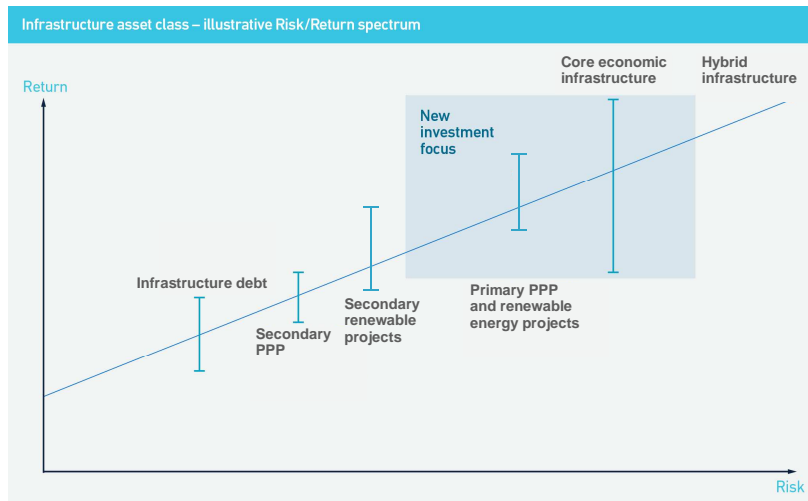 Infrastructure asset class – illustrative Risk/Return spectrum
Return
Core economic
infrastructure
Hybrid
infrastructure
New
investment
focus
Infrastructure debt
Secondary
PPP
Secondary
renewable
projects
Primary PPP
and renewable
energy projects
Risk